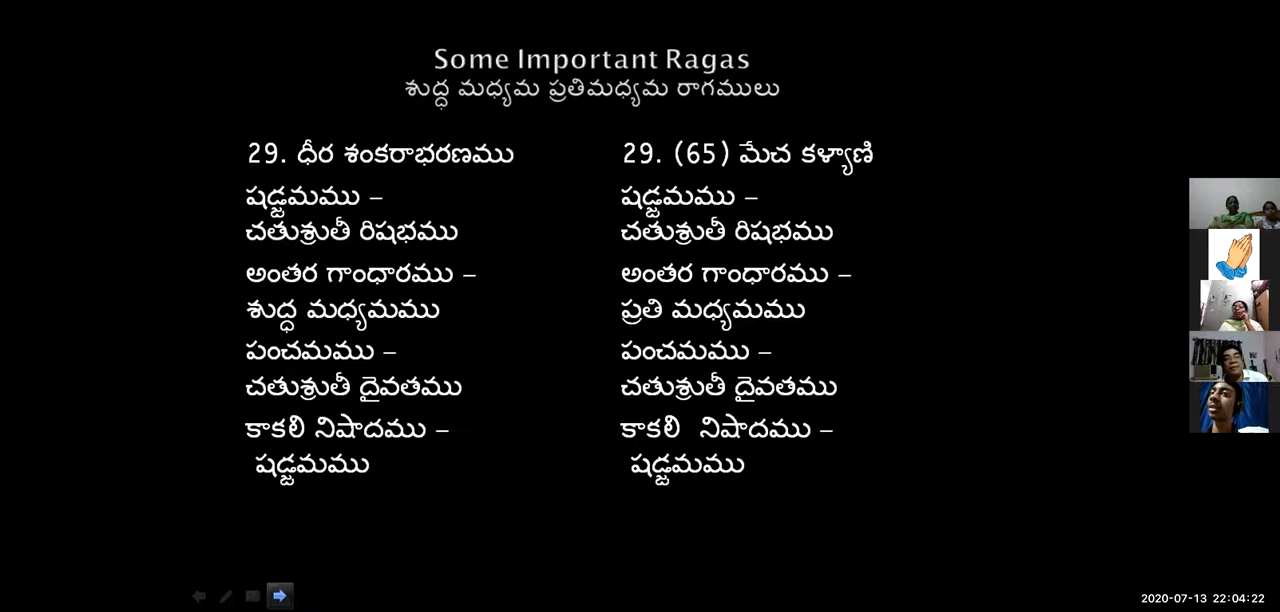 Some Important Ragas
శుద్ధ మధ్యమ ప్రతిమధ్యమ రాగములు
29. ధీర శంకరాభరణము
షడ్జమము –
చతుశ్రుతీ రిషభము
అంతర గాంధారము –
శుద్ధ మధ్యమము
పంచమము –
చతుశ్రుతీ దైవతము
కాకలి నిషాదము –
షడ్జమము
29. (65) మేచ కళ్యాణి
షడ్జమము –
చతుశ్రుతీ రిషభము
అంతర గాంధారము –
ప్రతి మధ్యమము
పంచమము –
చతుశ్రుతీ దైవతము
కాకలి నిషాదము –
షడ్జమము
2020-07-13 22:04:22